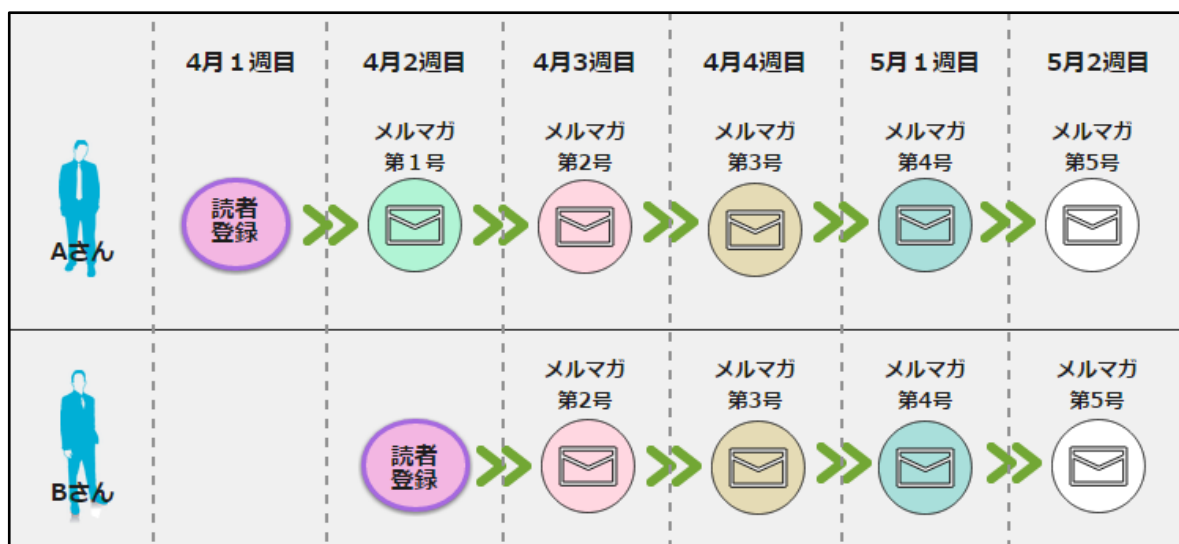 4月１週目
4月2週目
4月3週目
4月4週目
5月１週目
5月2週目
Aさん
読者
登録
メルマガ
第１号
メルマガ
第2号
メルマガ
第3号
メルマガ
第4号
メルマガ
第5号
Bさん
読者
登録
メルマガ
第2号
メルマガ
第3号
メルマガ
第4号
メルマガ
第5号